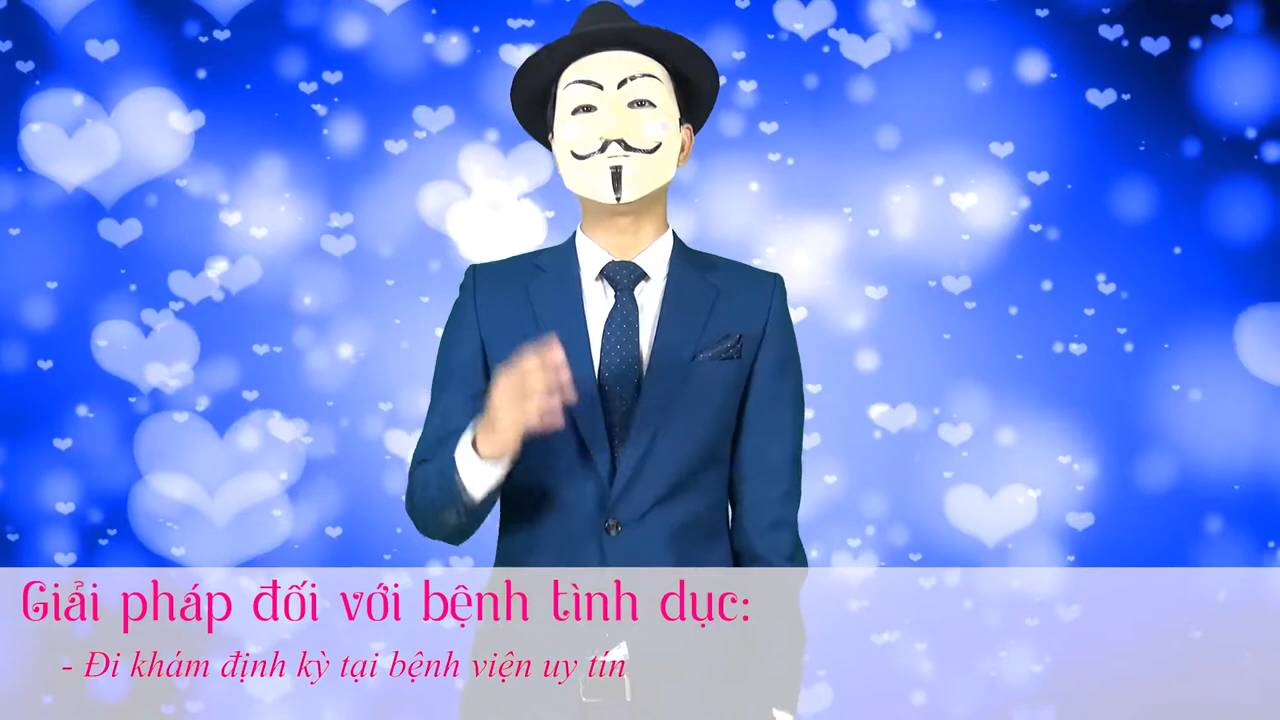 Giải pháp đối với bệnh tình dục:
- Đi khám định kỳ tại bệnh viện uy tín